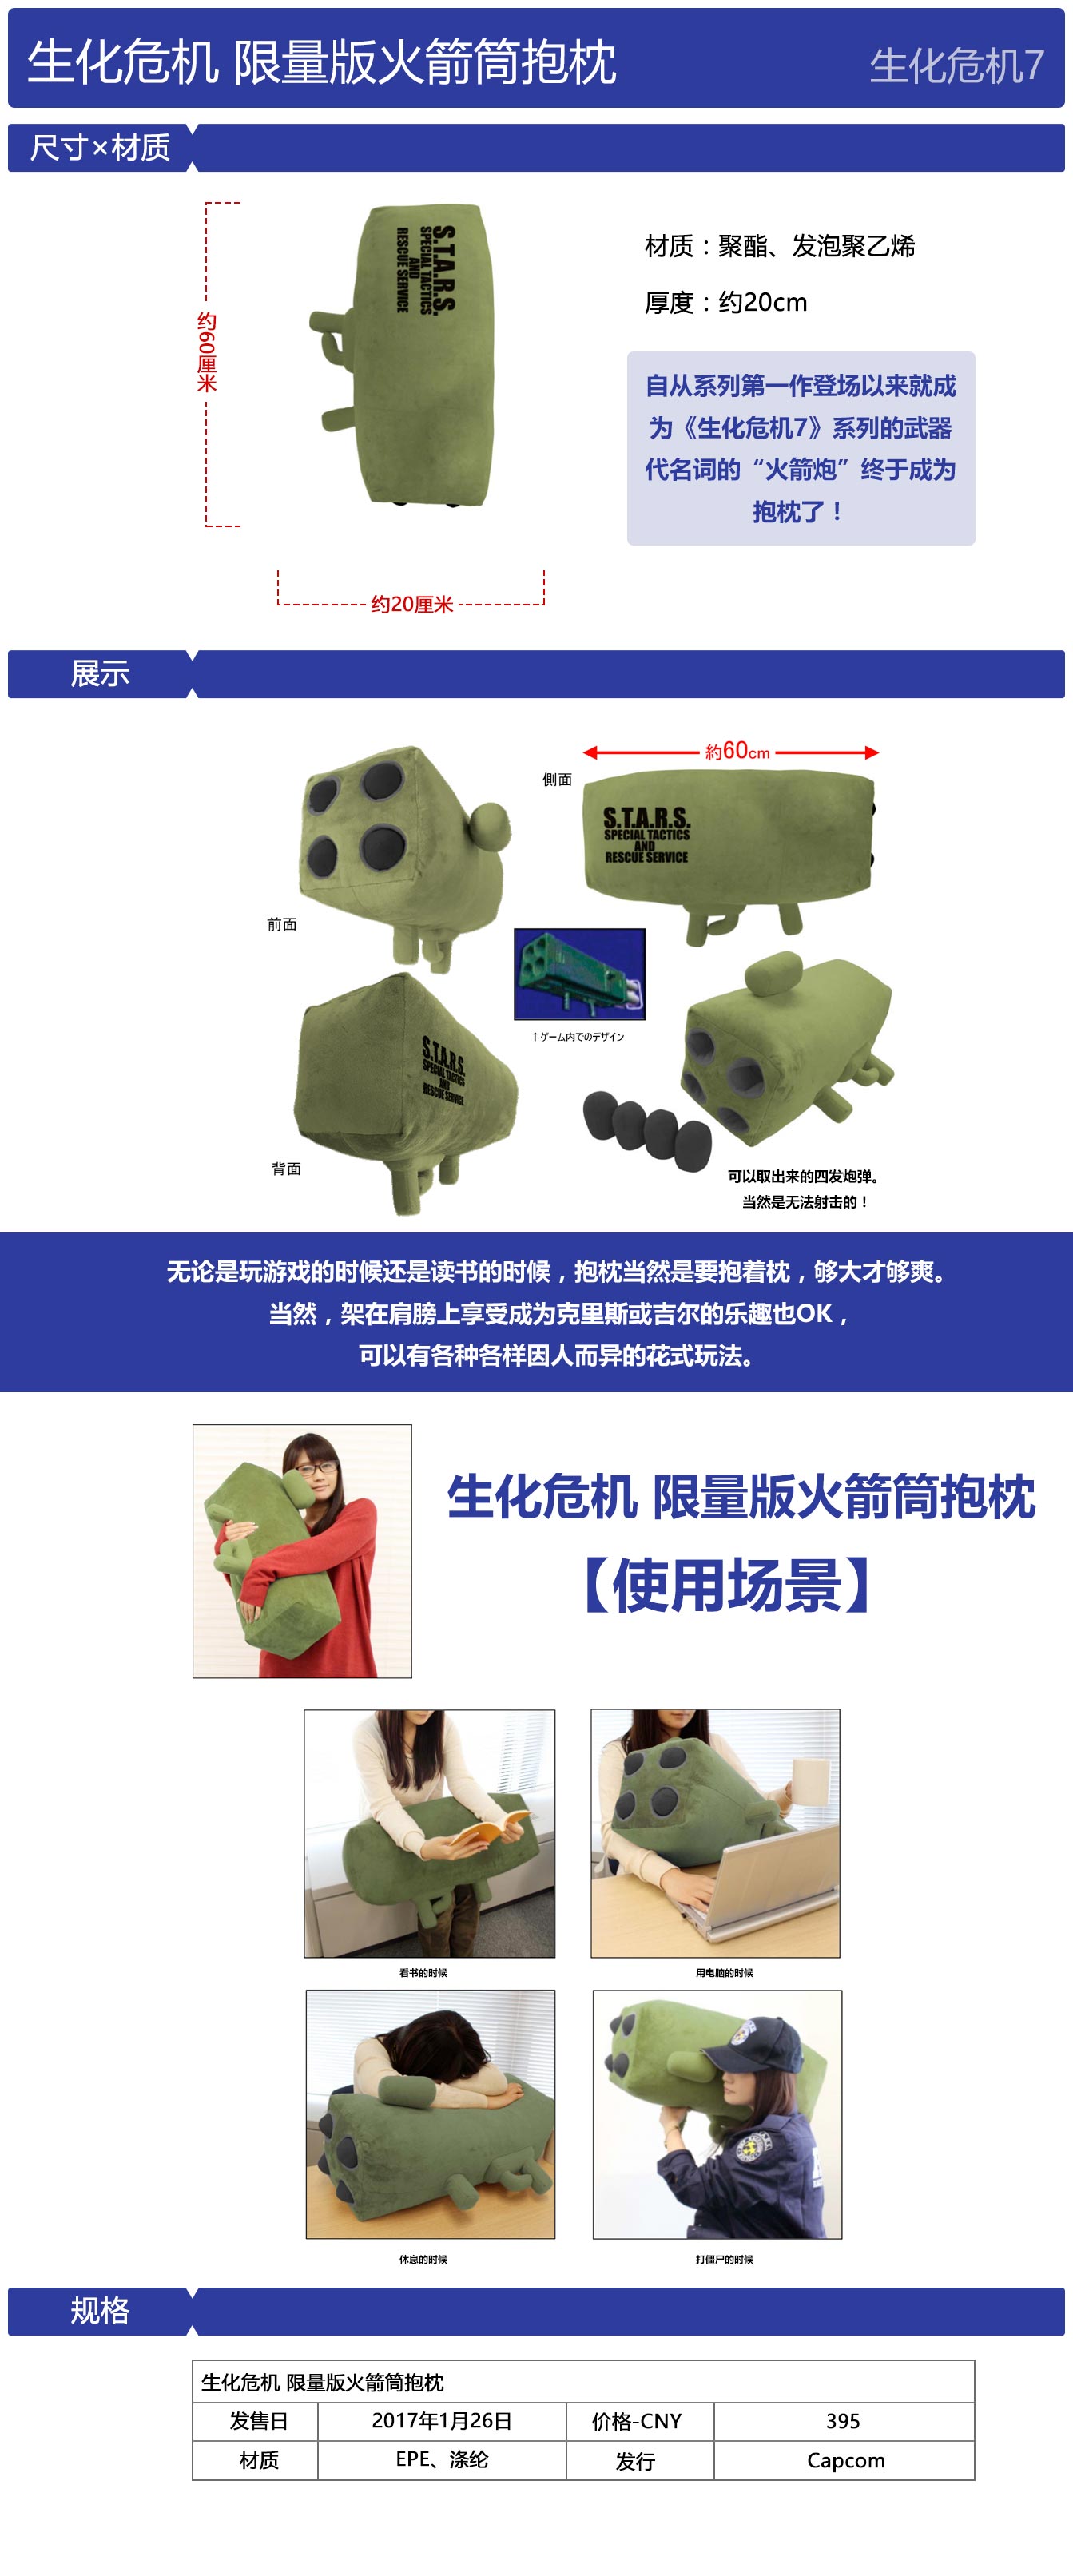 生化危机 限量版火箭筒抱枕
生化危机7
尺寸×材质
约60厘米
S.T.A.R.S.
SPECIAL TACTICS
AND
RESCUE SERVICE
约20厘米
材质：聚酯、发泡聚乙烯
厚度：约20cm
自从系列第一作登场以来就成
为《生化危机7》系列的武器
代名词的“火箭炮”终于成为
抱枕了！
展示
前面
側面
約60cm
S.T.A.R.S.
SPECIAL TACTICS
AND
RESCUE SERVICE
↑ゲーム内でのデザイン
背面
S.T.A.R.S.
SPECIAL TACTICS
AND
RESCUE SERVICE
可以取出来的四发炮弹。
当然是无法射击的！
无论是玩游戏的时候还是读书的时候，抱枕当然是要抱着枕，够大才够爽。
当然，架在肩膀上享受成为克里斯或吉尔的乐趣也OK，
可以有各种各样因人而异的花式玩法。
生化危机 限量版火箭筒抱枕
【使用场景】
看书的时候
用电脑的时候
休息的时候
打僵尸的时候
规格
生化危机 限量版火箭筒抱枕
发售日
2017年1月26日
价格-CNY
395
材质
EPE、涤纶
发行
Capcom